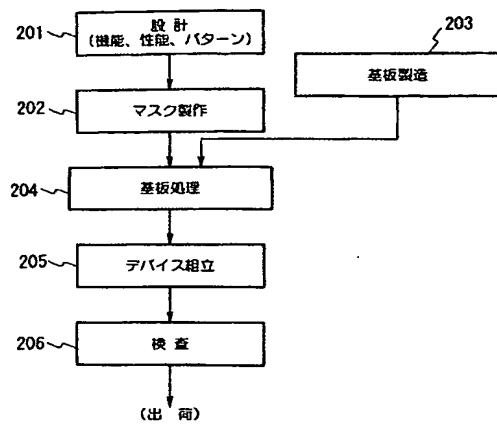 201
設計
(機能、性能、パターン)
203
基板製造
202
マスク製作
204
基板処理
205
デバイス組立
206
検査
(出荷)